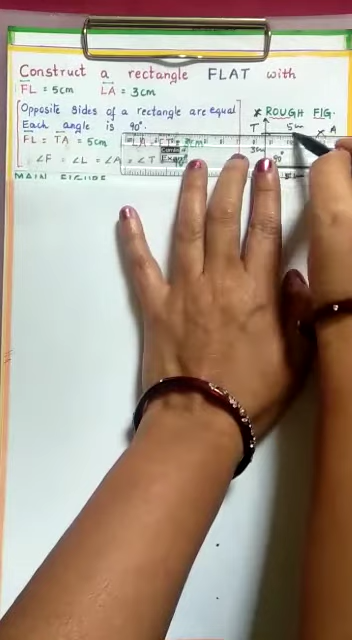 Construct a rectangle FLAT with
FL = 5cm LA = 3cm
[Opposite sides of a rectangle are equal]
* ROUGH FIG.
Each angle is 90°.
T 5cm A
FL = TA = 5cm
3cm
∠F = ∠L = ∠A = ∠T
90°
MAIN FIGURE